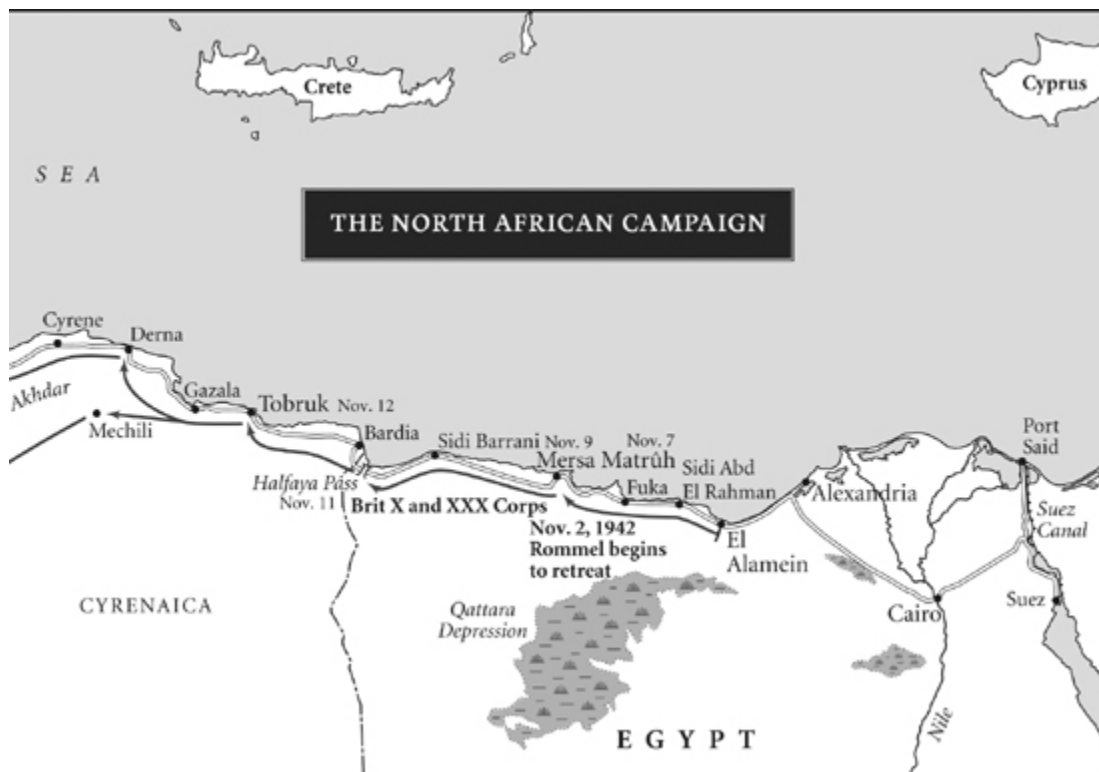 Crete
Cyprus
SEA
THE NORTH AFRICAN CAMPAIGN
Cyrene
Derna
Akhdar
Gazala
Tobruk Nov. 12
Mechili
Bardia
Sidi Barrani
Nov. 9
Mersa Matrûh
Nov. 7
Fuka
Sidi Abd
El Rahman
Alexandria
Port
Said
Suez
Canal
Halfaya Pass
Nov. 11
Brit X and XXX Corps
Nov. 2, 1942
Rommel begins
to retreat
El
Alamein
Cairo
Suez
CYRENAICA
Qattara
Depression
EGYPT
Nile